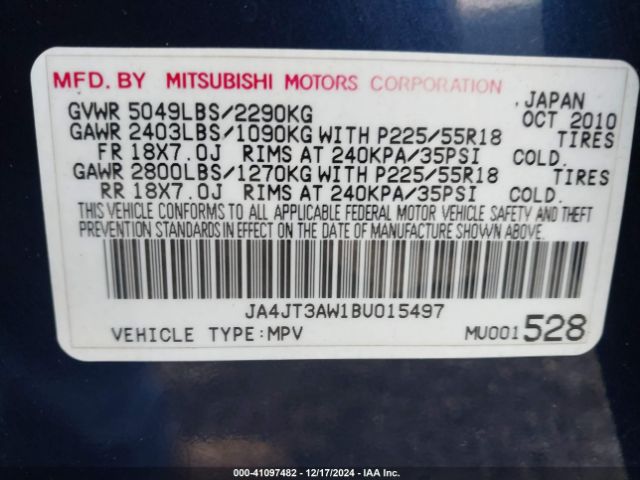 MFD. BY MITSUBISHI MOTORS CORPORATION
GVWR 5049LBS/2290KG JAPAN OCT 2010
GAWR 2403LBS/1090KG WITH P225/55R18 TIRES
FR 18X7.0J RIMS AT 240KPA/35PSI COLD.
GAWR 2800LBS/1270KG WITH P225/55R18 TIRES
RR 18X7.0J RIMS AT 240KPA/35PSI COLD.
THIS VEHICLE CONFORMS TO ALL APPLICABLE FEDERAL MOTOR VEHICLE SAFETY AND THEFT
PREVENTION STANDARDS IN EFFECT ON THE DATE OF MANUFACTURE SHOWN ABOVE.
JA4JT3AW1BU015497
VEHICLE TYPE:MPV MU001528
000-41097482 - 12/17/2024 - IAA Inc.